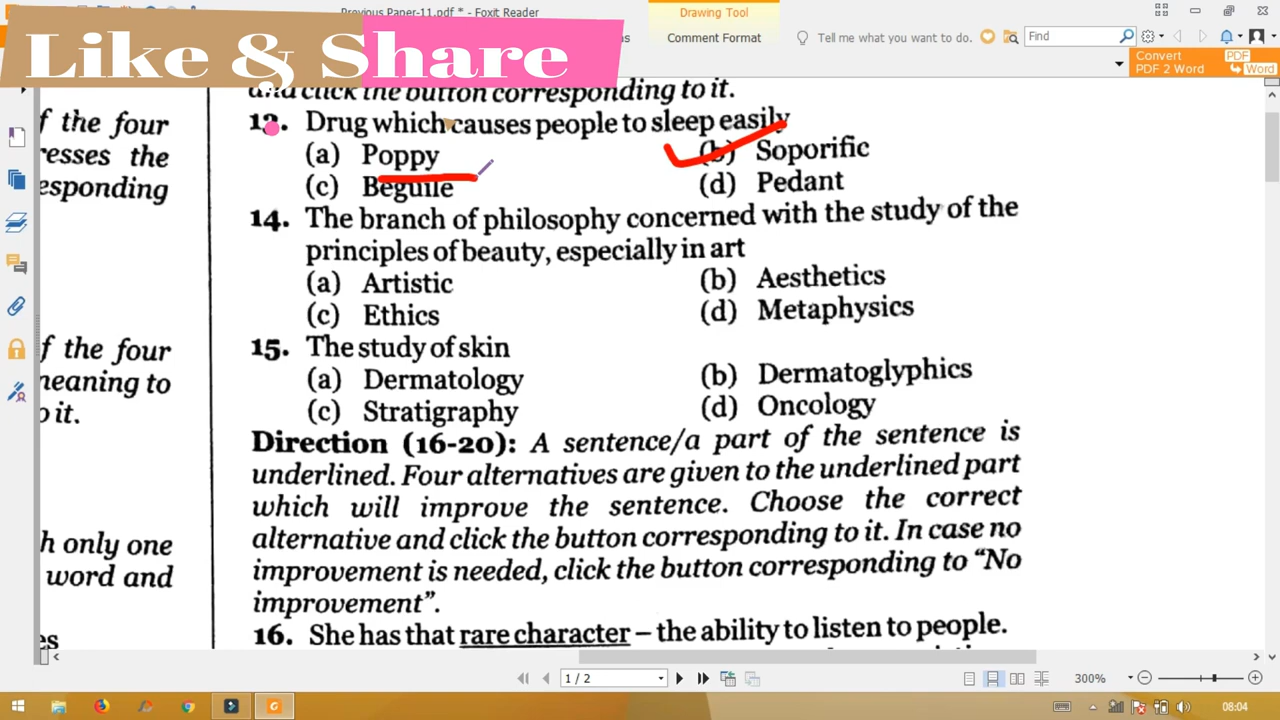 Previous Paper-11.pdf * - Foxit Reader
Drawing Tool
Comment Format
Tell me what you want to do.
Find
Like & Share
Convert
PDF 2 Word
PDF
Word
and click the button corresponding to it.
f the four
resses the
esponding
f the four
neaning to
o it.
h only one
word and
es
13. Drug which causes people to sleep easily
(a) Poppy
(b) Soporific
(c) Beguile
(d) Pedant
14. The branch of philosophy concerned with the study of the
principles of beauty, especially in art
(a) Artistic
(b) Aesthetics
(c) Ethics
(d) Metaphysics
15. The study of skin
(a) Dermatology
(b) Dermatoglyphics
(c) Stratigraphy
(d) Oncology
Direction (16-20): A sentence/a part of the sentence is
underlined. Four alternatives are given to the underlined part
which will improve the sentence. Choose the correct
alternative and click the button corresponding to it. In case no
improvement is needed, click the button corresponding to “No
improvement”.
16. She has that rare character – the ability to listen to people.
1 / 2
300%
08:04